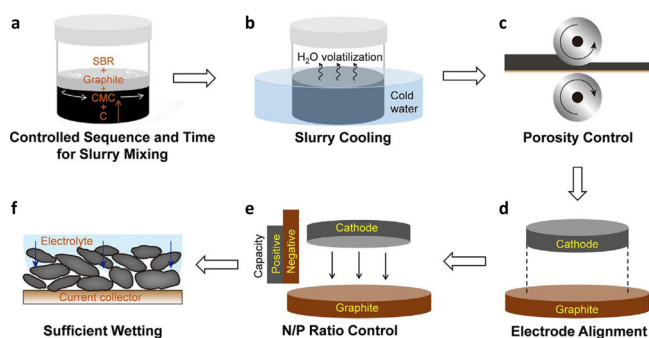 a
SBR
+
Graphite
+
CMC
+
C
Controlled Sequence and Time
for Slurry Mixing
b
H₂O volatilization
Cold
water
Slurry Cooling
c
Porosity Control
f
Electrolyte
Current collector
Sufficient Wetting
e
Capacity
Positive
Negative
Cathode
Graphite
N/P Ratio Control
d
Cathode
Graphite
Electrode Alignment